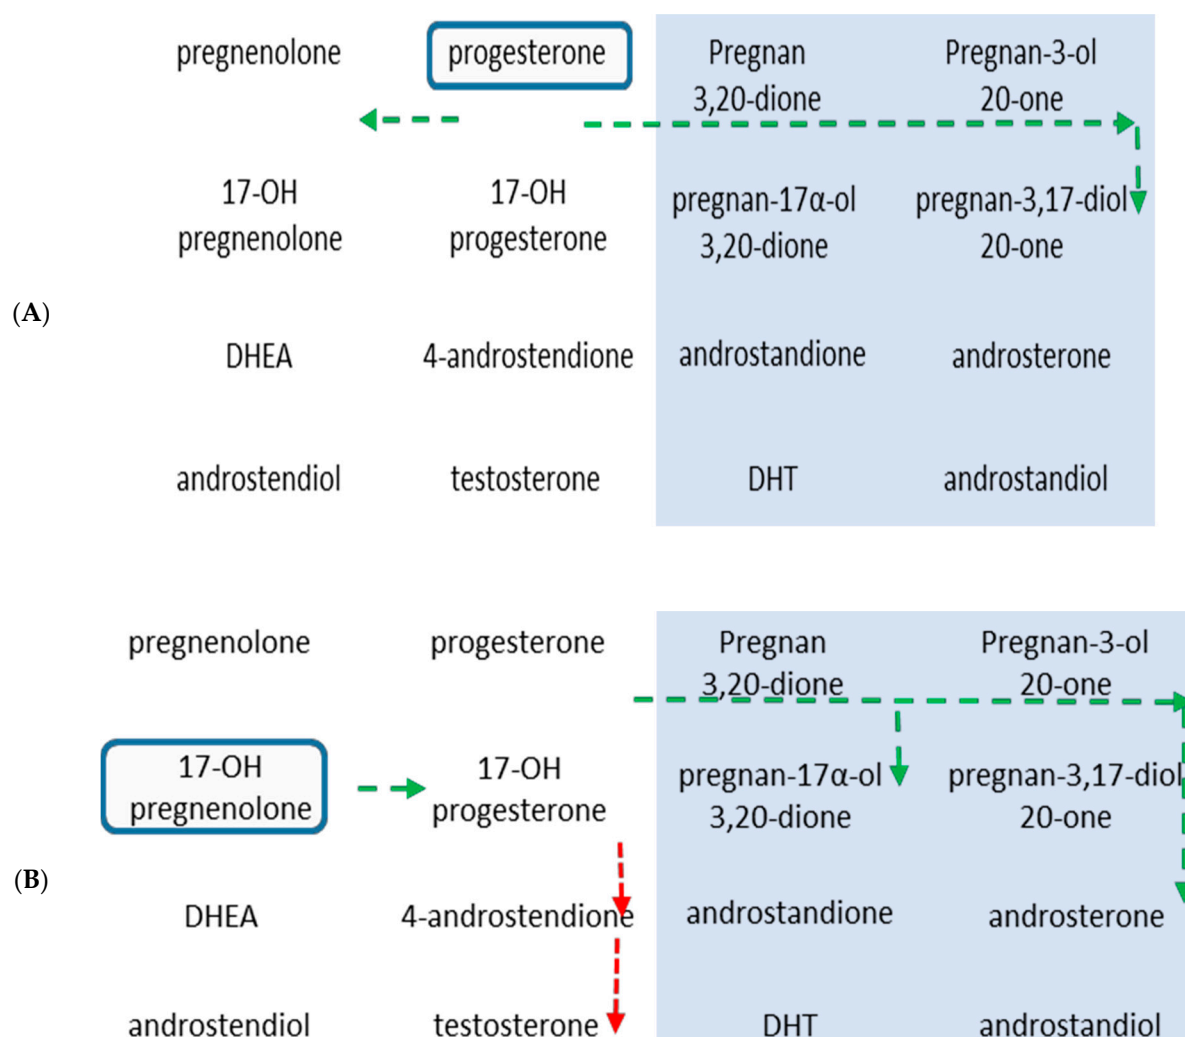 pregnenolone progesterone Pregnan Pregnan-3-ol
3,20-dione 20-one
17-OH 17-OH pregnan-17α-ol pregnan-3,17-diol
pregnenolone progesterone 3,20-dione 20-one
(A)
DHEA 4-androstendione androstandione androsterone
androstendiol testosterone DHT androstandiol
pregnenolone progesterone Pregnan Pregnan-3-ol
3,20-dione 20-one
17-OH 17-OH pregnan-17α-ol pregnan-3,17-diol
pregnenolone progesterone 3,20-dione 20-one
(B)
DHEA 4-androstendione androstandione androsterone
androstendiol testosterone DHT androstandiol